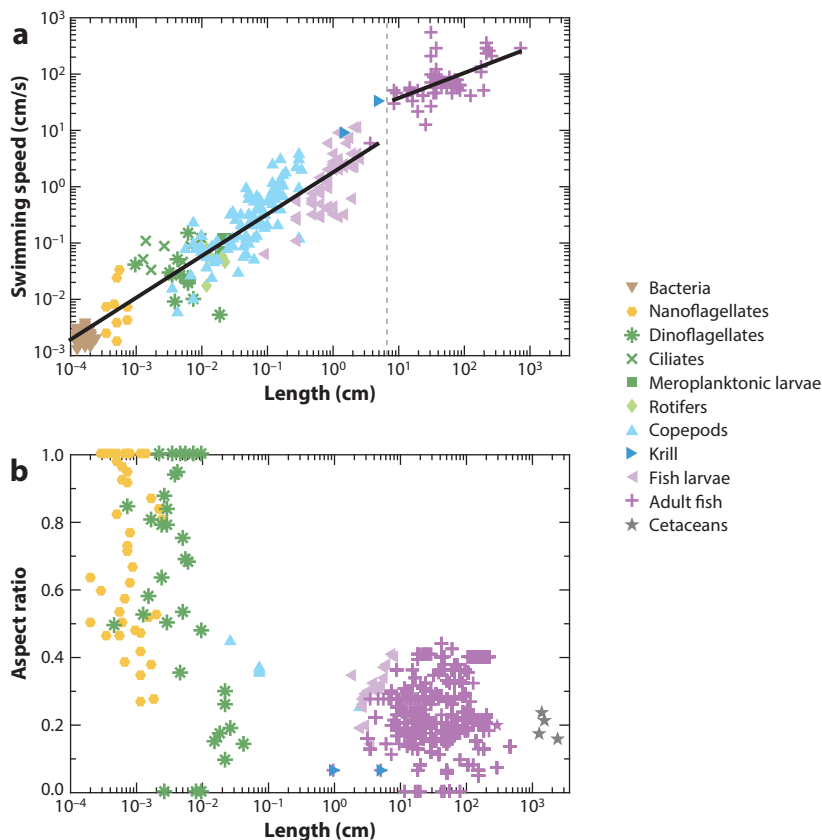 a
Swimming speed (cm/s)
10³
10²
10¹
10⁰
10⁻¹
10⁻²
10⁻³
10⁻⁴ 10⁻³ 10⁻² 10⁻¹ 10⁰ 10¹ 10² 10³
Length (cm)
Bacteria
Nanoflagellates
Dinoflagellates
Ciliates
Meroplanktonic larvae
Rotifers
Copepods
Krill
Fish larvae
Adult fish
Cetaceans
b
Aspect ratio
1.0
0.8
0.6
0.4
0.2
0.0
10⁻⁴ 10⁻³ 10⁻² 10⁻¹ 10⁰ 10¹ 10² 10³
Length (cm)